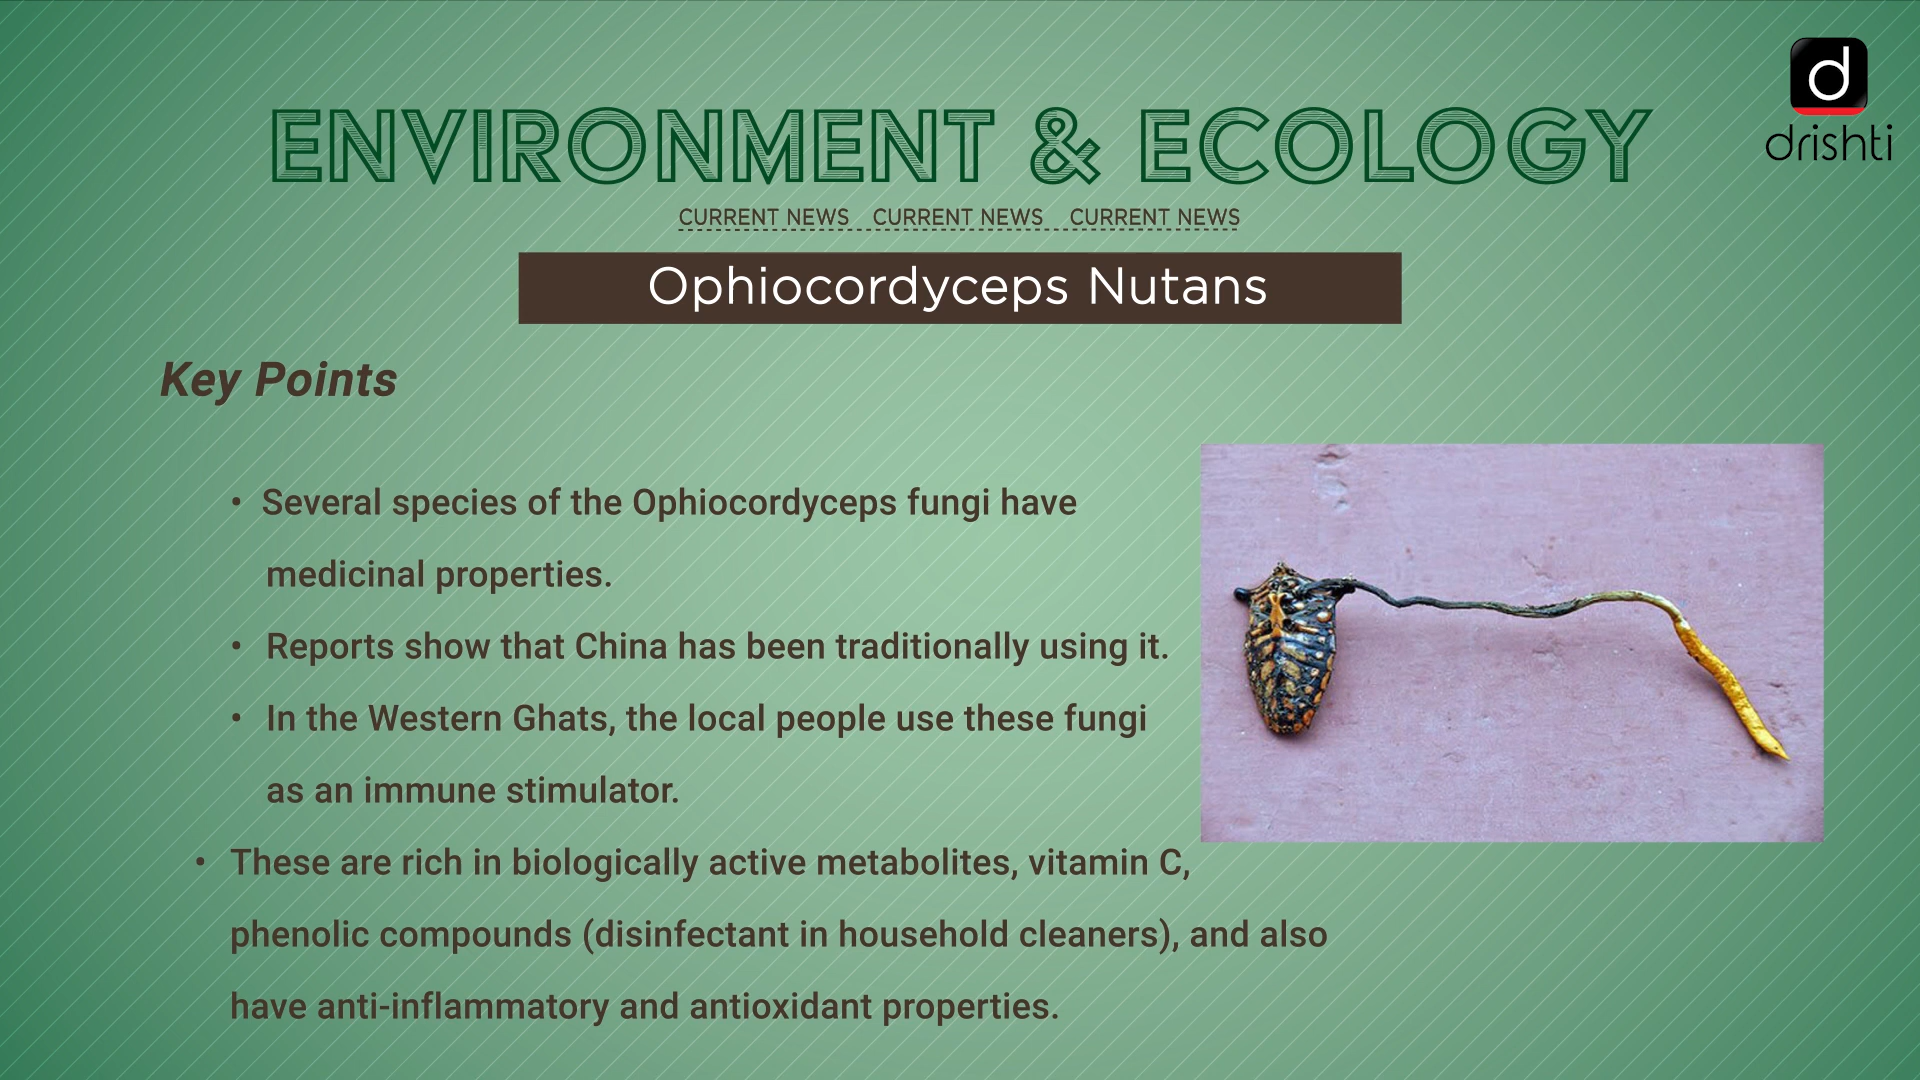 d
drishti
ENVIRONMENT & ECOLOGY
CURRENT NEWS CURRENT NEWS CURRENT NEWS
Ophiocordyceps Nutans
Key Points
• Several species of the Ophiocordyceps fungi have
medicinal properties.
• Reports show that China has been traditionally using it.
• In the Western Ghats, the local people use these fungi
as an immune stimulator.
• These are rich in biologically active metabolites, vitamin C,
phenolic compounds (disinfectant in household cleaners), and also
have anti-inflammatory and antioxidant properties.